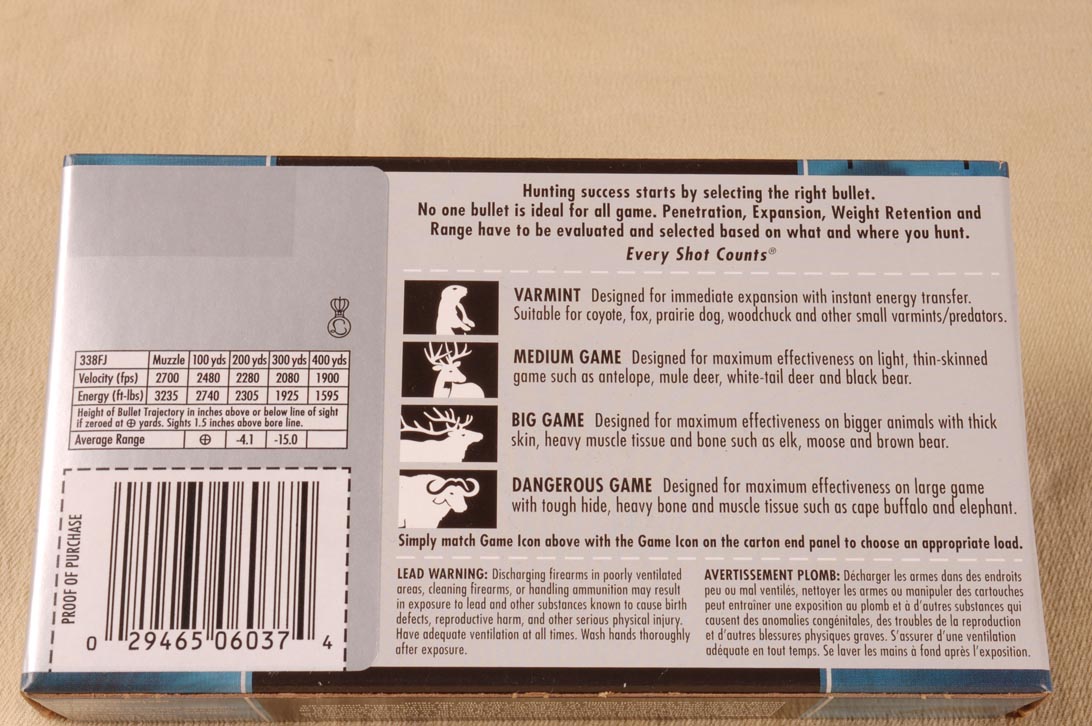 Hunting success starts by selecting the right bullet.
No one bullet is ideal for all game. Penetration, Expansion, Weight Retention and
Range have to be evaluated and selected based on what and where you hunt.
Every Shot Counts®
VARMINT Designed for immediate expansion with instant energy transfer.
Suitable for coyote, fox, prairie dog, woodchuck and other small varmints/predators.
MEDIUM GAME Designed for maximum effectiveness on light, thin-skinned
game such as antelope, mule deer, white-tail deer and black bear.
BIG GAME Designed for maximum effectiveness on bigger animals with thick
skin, heavy muscle tissue and bone such as elk, moose and brown bear.
DANGEROUS GAME Designed for maximum effectiveness on large game
with tough hide, heavy bone and muscle tissue such as cape buffalo and elephant.
Simply match Game Icon above with the Game Icon on the carton end panel to choose an appropriate load.
338FJ Muzzle 100 yds 200 yds 300 yds 400 yds
Velocity (fps) 2700 2480 2280 2080 1900
Energy (ft-lbs) 3235 2740 2305 1925 1595
Height of Bullet Trajectory in inches above or below line of sight
if zeroed at ⊕ yards. Sights 1.5 inches above bore line.
Average Range ⊕ -4.1 -15.0
PROOF OF PURCHASE
0 29465 06037 4
LEAD WARNING: Discharging firearms in poorly ventilated
areas, cleaning firearms, or handling ammunition may result
in exposure to lead and other substances known to cause birth
defects, reproductive harm, and other serious physical injury.
Have adequate ventilation at all times. Wash hands thoroughly
after exposure.
AVERTISSEMENT PLOMB: Décharger les armes dans des endroits
peu ou mal ventilés, nettoyer les armes ou manipuler des cartouches
peut entraîner une exposition au plomb et à d'autres substances qui
causent des anomalies congénitales, des troubles de la reproduction
et d'autres blessures physiques graves. S'assurer d'une ventilation
adéquate en tout temps. Se laver les mains à fond après l'exposition.